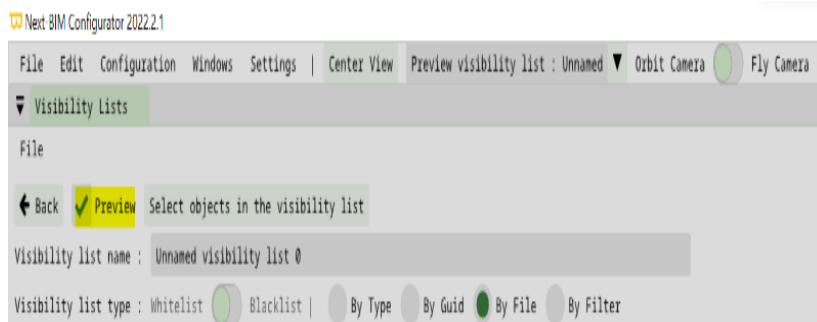 Next-BIM Configurator 2022.2.1
File Edit Configuration Windows Settings | Center View Preview visibility list : Unnamed Orbit Camera Fly Camera
Visibility Lists
File
Back Preview Select objects in the visibility list
Visibility list name : Unnamed visibility list 0
Visibility list type : Whitelist Blacklist | By Type By Guid By File By Filter